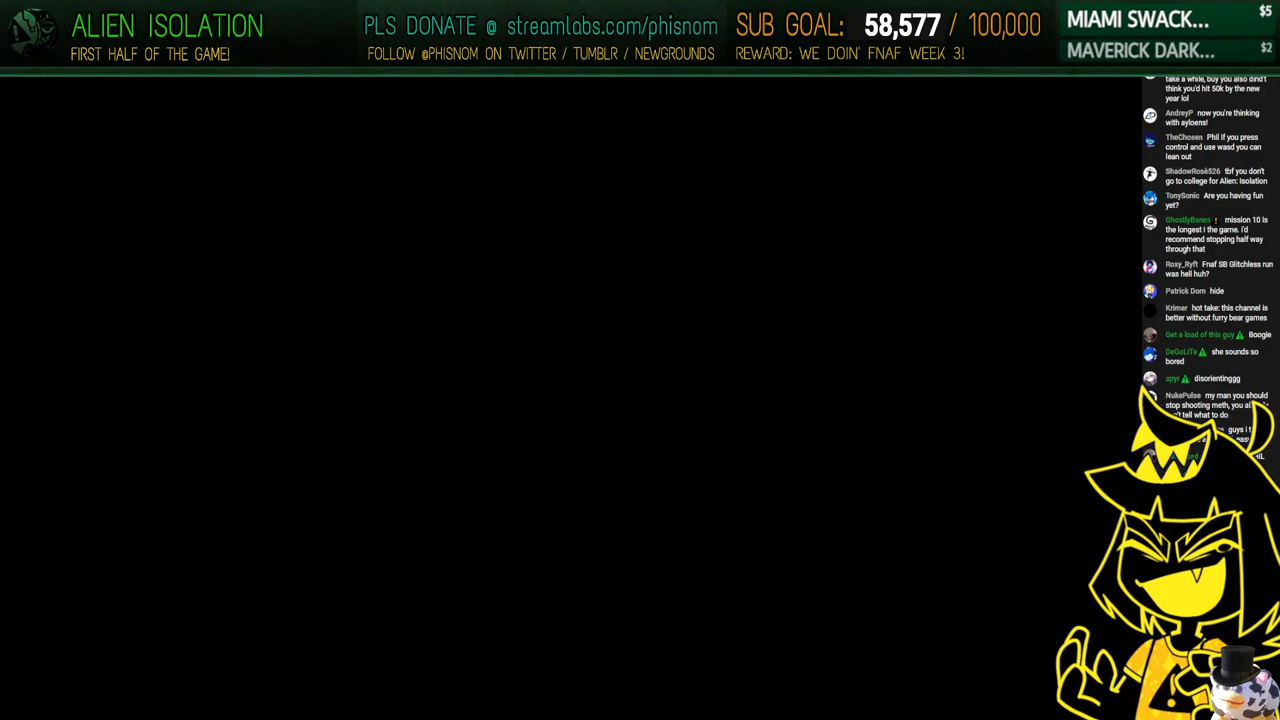 ALIEN ISOLATION
FIRST HALF OF THE GAME!
PLS DONATE @ streamlabs.com/phisnom
FOLLOW @PHISNOM ON TWITTER / TUMBLR / NEWGROUNDS
SUB GOAL: 58,577 / 100,000
REWARD: WE DOIN' FNAF WEEK 3!
MIAMI SWACK... $5
MAVERICK DARK... $2
take a while, buy you also dind't
think you'd hit 50k by the new
year lol
AndreyP now you're thinking
with ayloens!
TheChosen Phil If you press
control and use wasd you can
lean out
ShadowRosè526 tbf you don't
go to college for Alien: Isolation
TonySonic Are you having fun
yet?
GhostlyBanes mission 10 is
the longest I the game. i'd
recommend stopping half way
through that
Roxy_Ryft Fnaf SB Glitchless run
was hell huh?
Patrick Dom hide
Krimer hot take: this channel is
better without furry bear games
Get a load of this guy Boogie
DeGoLiTe she sounds so
bored
apyr disorientinggg
NukePulse my man you should
stop shooting meth, you
tell what to do
guys i